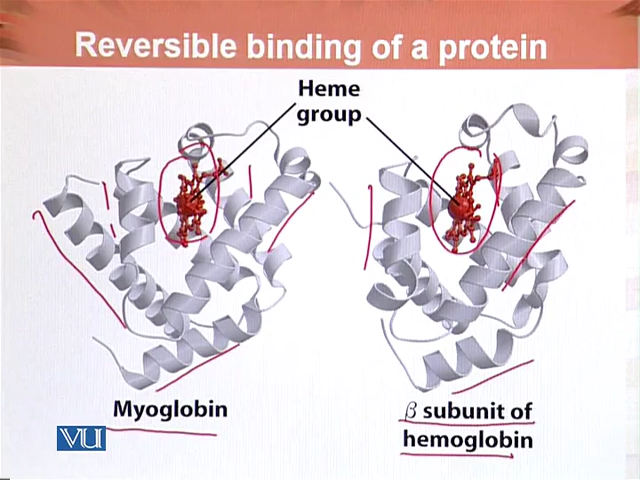 Reversible binding of a protein
Heme
group
Myoglobin
β subunit of
hemoglobin
VU